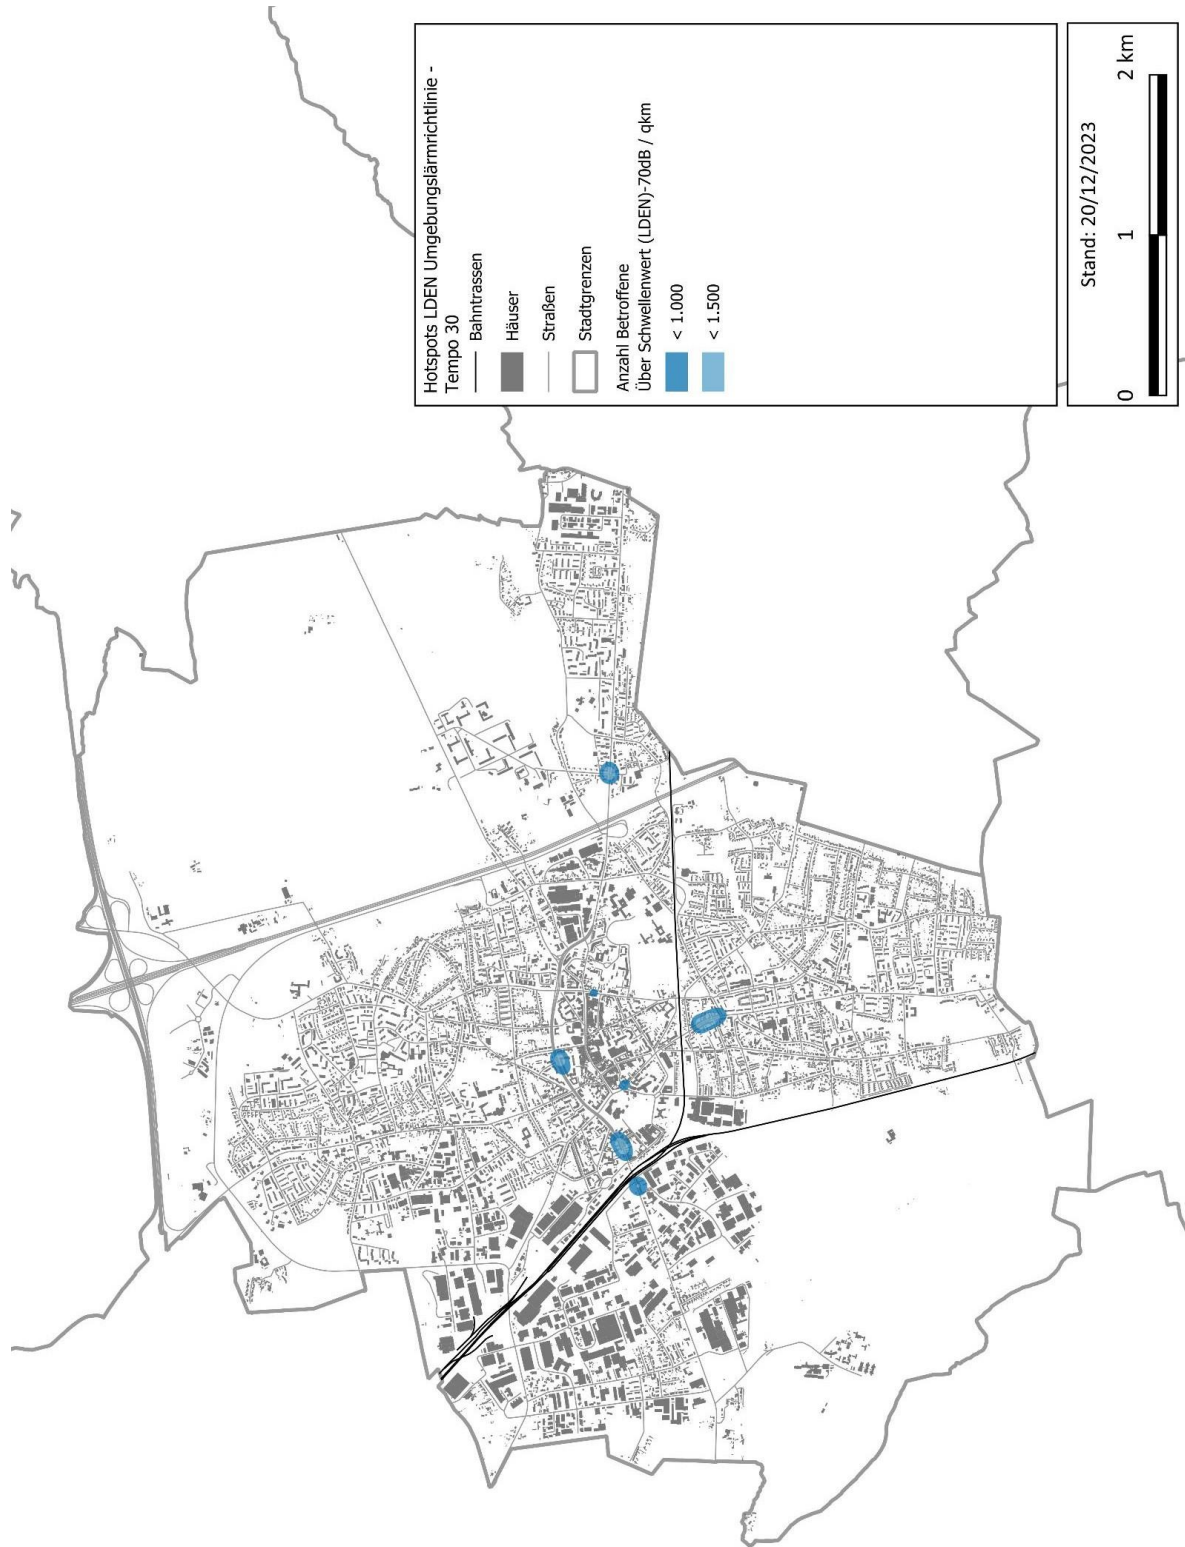 Hotspots LDEN Umgebungslärmrichtlinie -
Tempo 30
Bahntrassen
Häuser
Straßen
Stadtgrenzen
Anzahl Betroffene
Über Schwellenwert (LDEN)-70dB / qkm
< 1.000
< 1.500
Stand: 20/12/2023
0 1 2 km